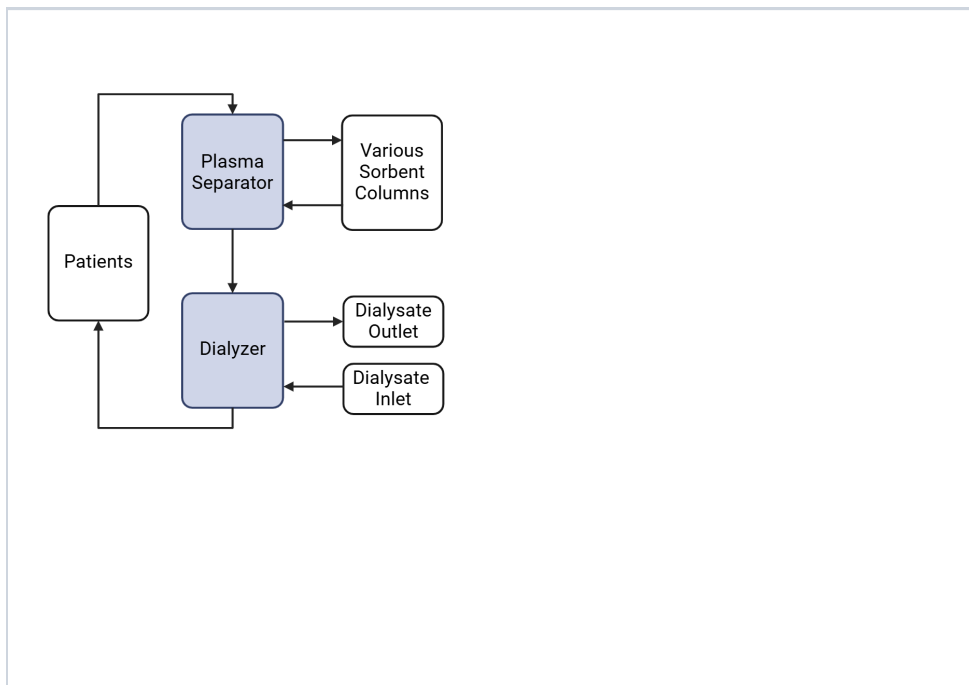 Plasma
Separator
Various
Sorbent
Columns
Patients
Dialyzer
Dialysate
Outlet
Dialysate
Inlet